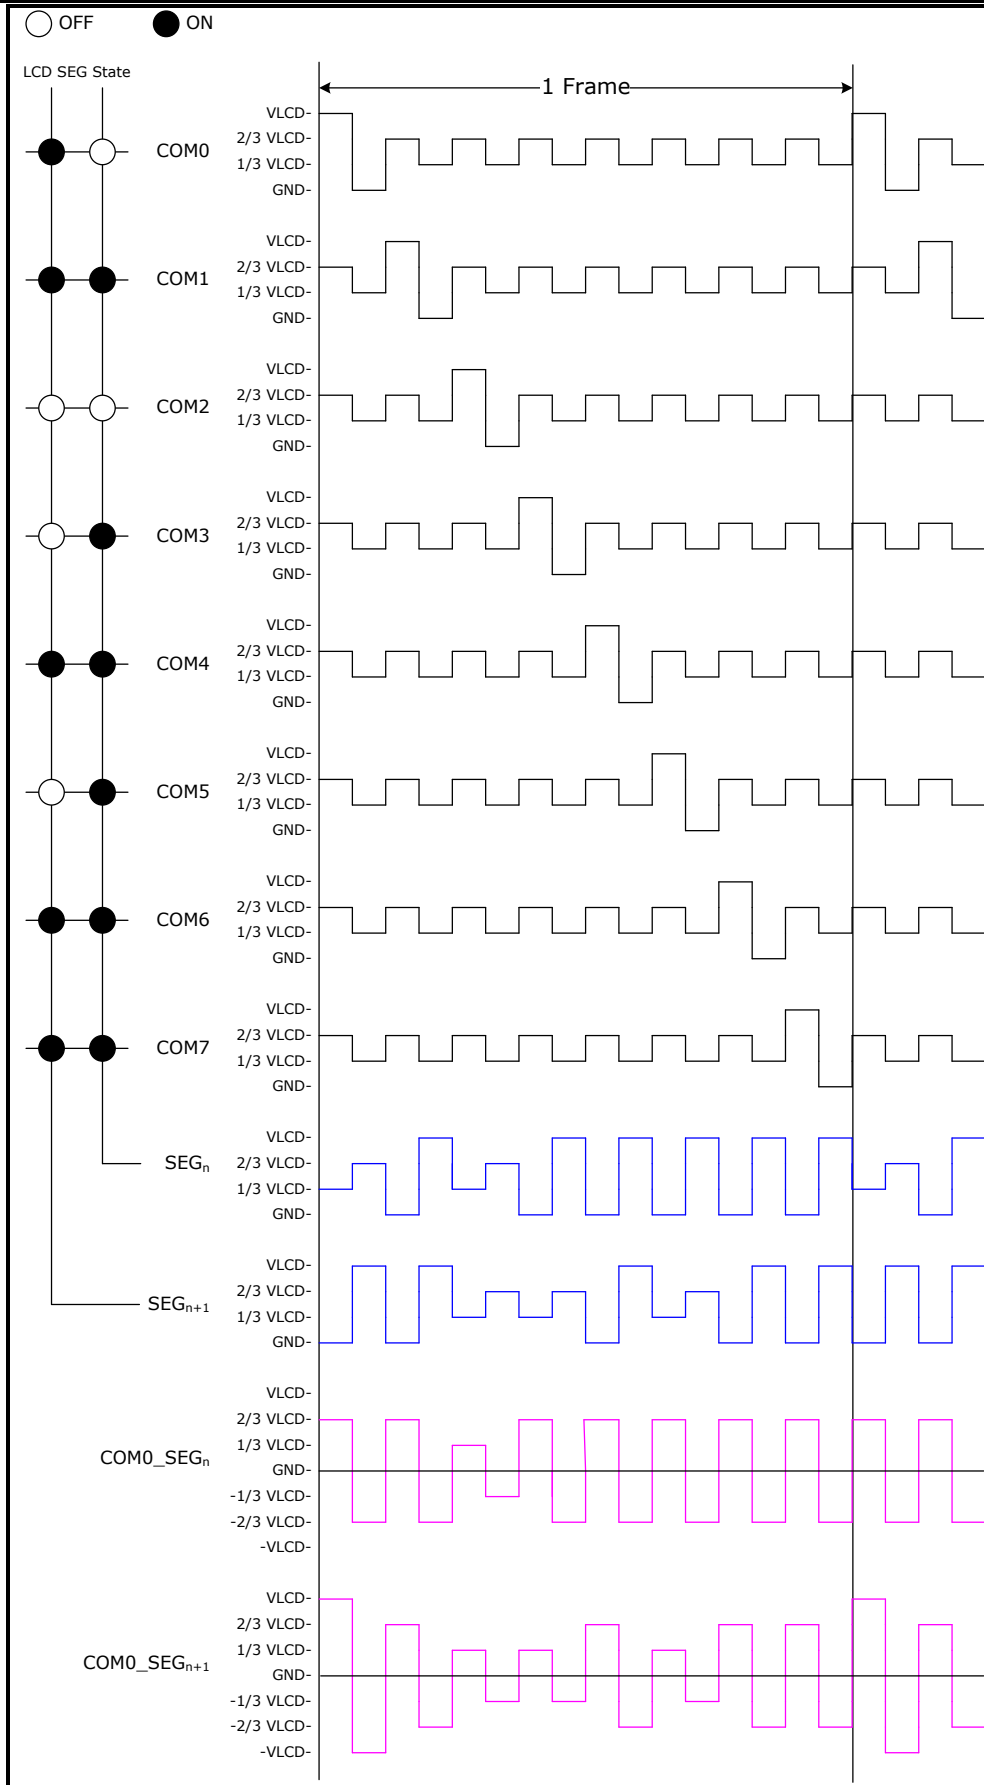 OFF ON
LCD SEG State
1 Frame
VLCD-
2/3 VLCD-
COM0
1/3 VLCD-
GND-
VLCD-
2/3 VLCD-
COM1
1/3 VLCD-
GND-
VLCD-
2/3 VLCD-
COM2
1/3 VLCD-
GND-
VLCD-
2/3 VLCD-
COM3
1/3 VLCD-
GND-
VLCD-
2/3 VLCD-
COM4
1/3 VLCD-
GND-
VLCD-
2/3 VLCD-
COM5
1/3 VLCD-
GND-
VLCD-
2/3 VLCD-
COM6
1/3 VLCD-
GND-
VLCD-
2/3 VLCD-
COM7
1/3 VLCD-
GND-
VLCD-
SEGn 2/3 VLCD-
1/3 VLCD-
GND-
VLCD-
2/3 VLCD-
SEGn+1
1/3 VLCD-
GND-
VLCD-
2/3 VLCD-
1/3 VLCD-
COM0_SEGn
GND-
-1/3 VLCD-
-2/3 VLCD-
-VLCD-
VLCD-
2/3 VLCD-
1/3 VLCD-
COM0_SEGn+1
GND-
-1/3 VLCD-
-2/3 VLCD-
-VLCD-